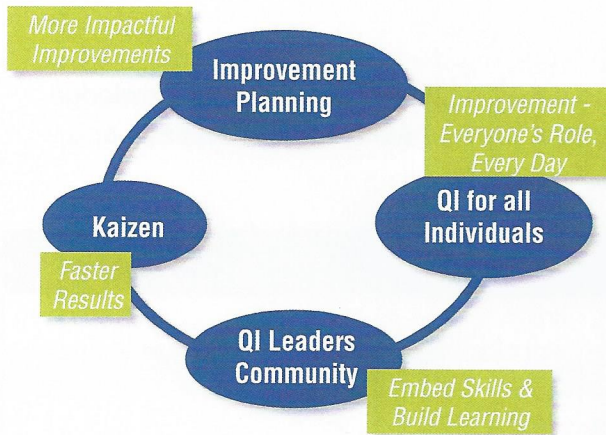 More Impactful
Improvements
Improvement
Planning
Improvement -
Everyone's Role,
Every Day
QI for all
Individuals
Kaizen
Faster
Results
QI Leaders
Community
Embed Skills &
Build Learning